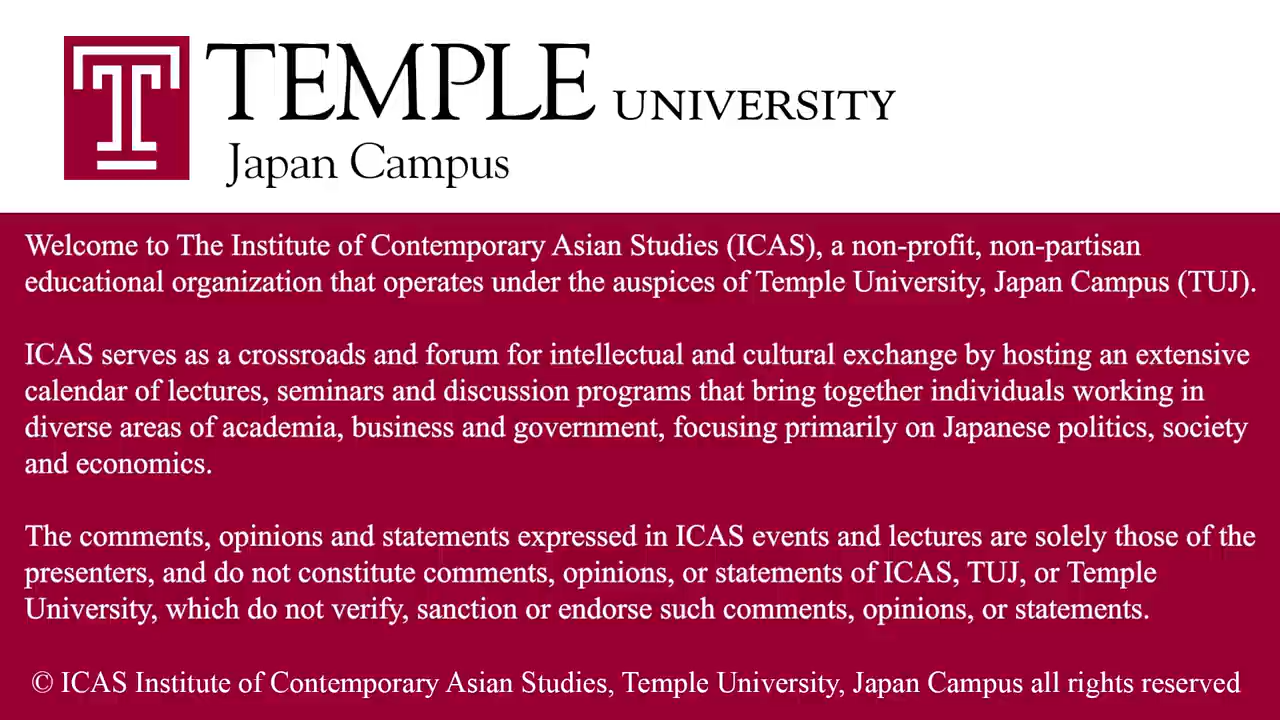 T
TEMPLE UNIVERSITY
Japan Campus
Welcome to The Institute of Contemporary Asian Studies (ICAS), a non-profit, non-partisan
educational organization that operates under the auspices of Temple University, Japan Campus (TUJ).
ICAS serves as a crossroads and forum for intellectual and cultural exchange by hosting an extensive
calendar of lectures, seminars and discussion programs that bring together individuals working in
diverse areas of academia, business and government, focusing primarily on Japanese politics, society
and economics.
The comments, opinions and statements expressed in ICAS events and lectures are solely those of the
presenters, and do not constitute comments, opinions, or statements of ICAS, TUJ, or Temple
University, which do not verify, sanction or endorse such comments, opinions, or statements.
© ICAS Institute of Contemporary Asian Studies, Temple University, Japan Campus all rights reserved